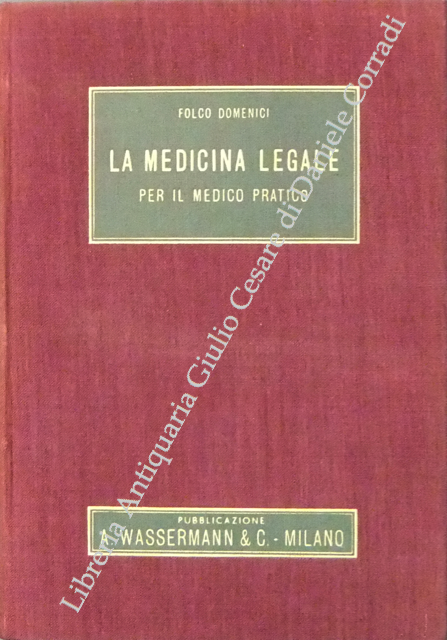 FOLCO DOMENICI
LA MEDICINA LEGALE
PER IL MEDICO PRATICO
PUBBLICAZIONE
A. WASSERMANN & C. - MILANO
Libreria Antiquaria Giulio Cesare di Daniele Corradi